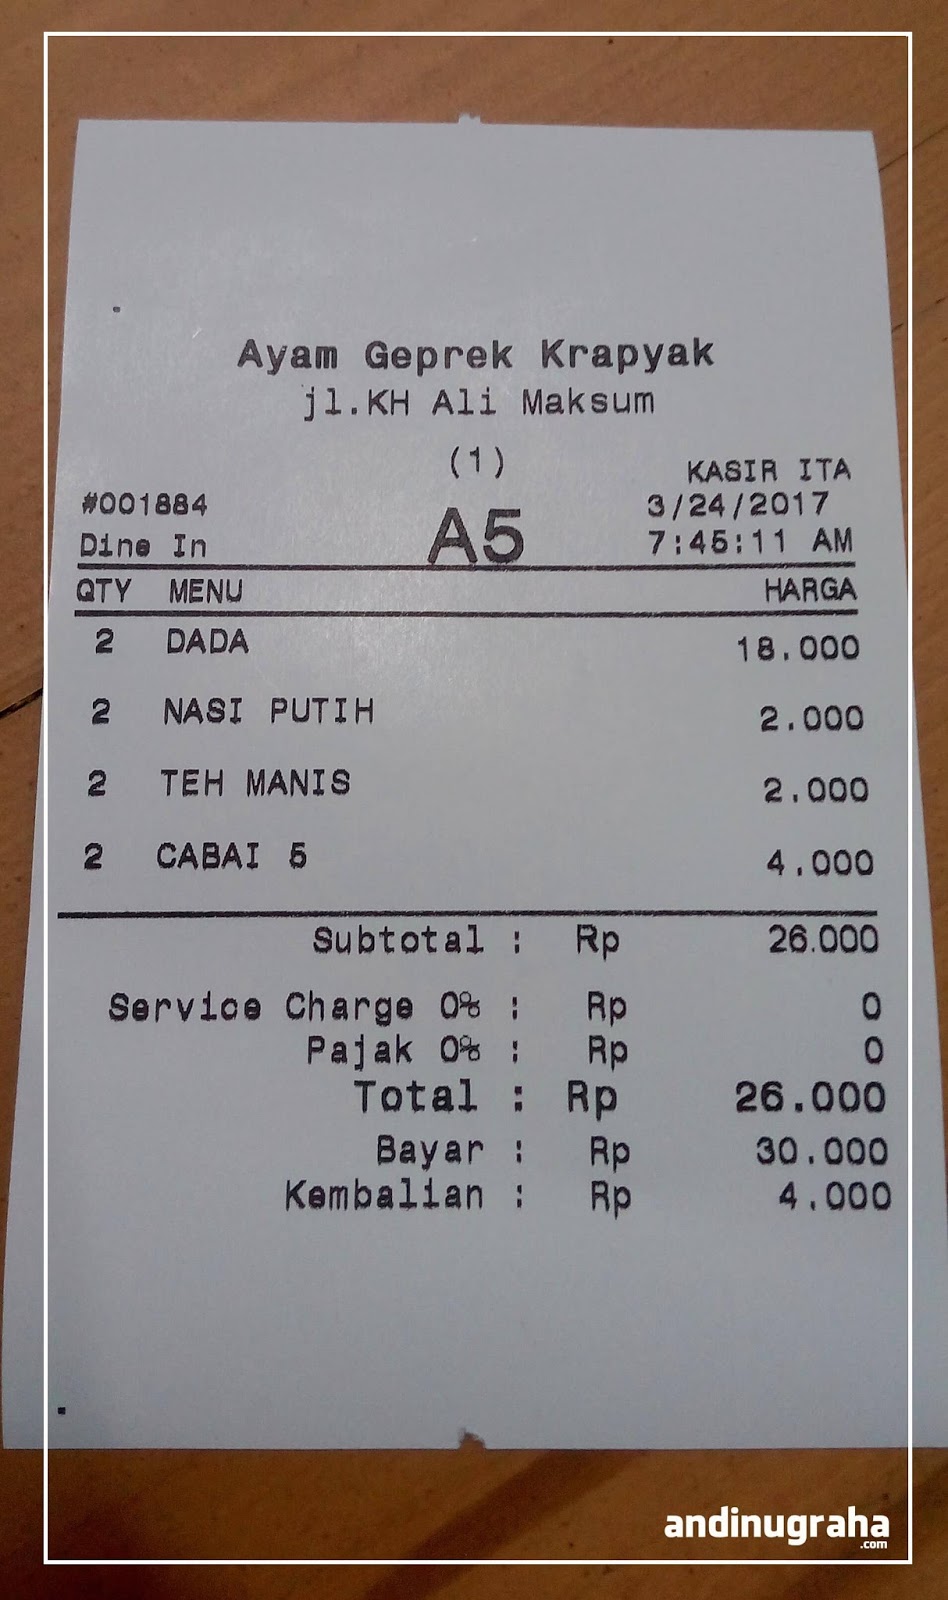 Ayam Geprek Krapyak
jl.KH Ali Maksum
(1)
KASIR ITA
#001884 A5 3/24/2017
Dine In 7:45:11 AM
QTY MENU HARGA
2 DADA 18.000
2 NASI PUTIH 2.000
2 TEH MANIS 2.000
2 CABAI 5 4.000
Subtotal : Rp 26.000
Service Charge 0% : Rp 0
Pajak 0% : Rp 0
Total : Rp 26.000
Bayar : Rp 30.000
Kembalian : Rp 4.000
andinugraha
.com